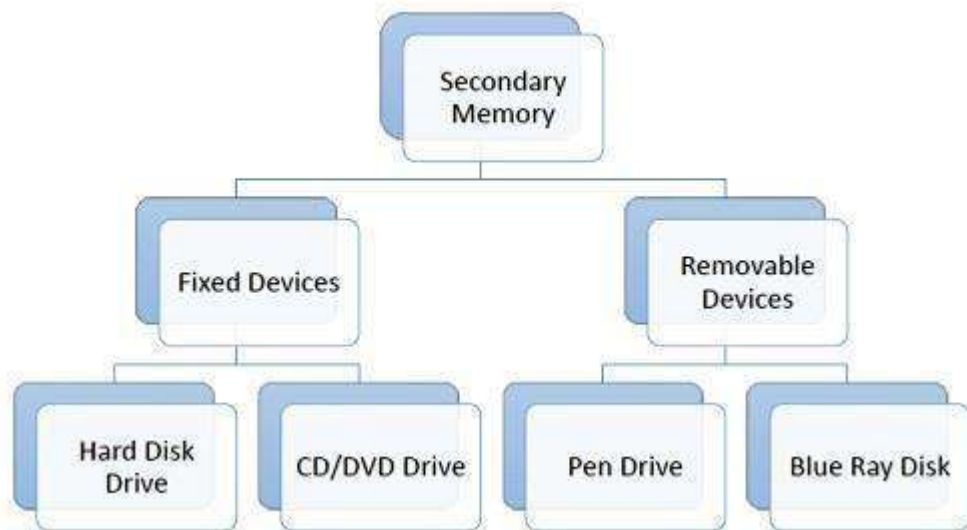 Secondary
Memory
Fixed Devices
Removable
Devices
Hard Disk
Drive
CD/DVD Drive
Pen Drive
Blue Ray Disk